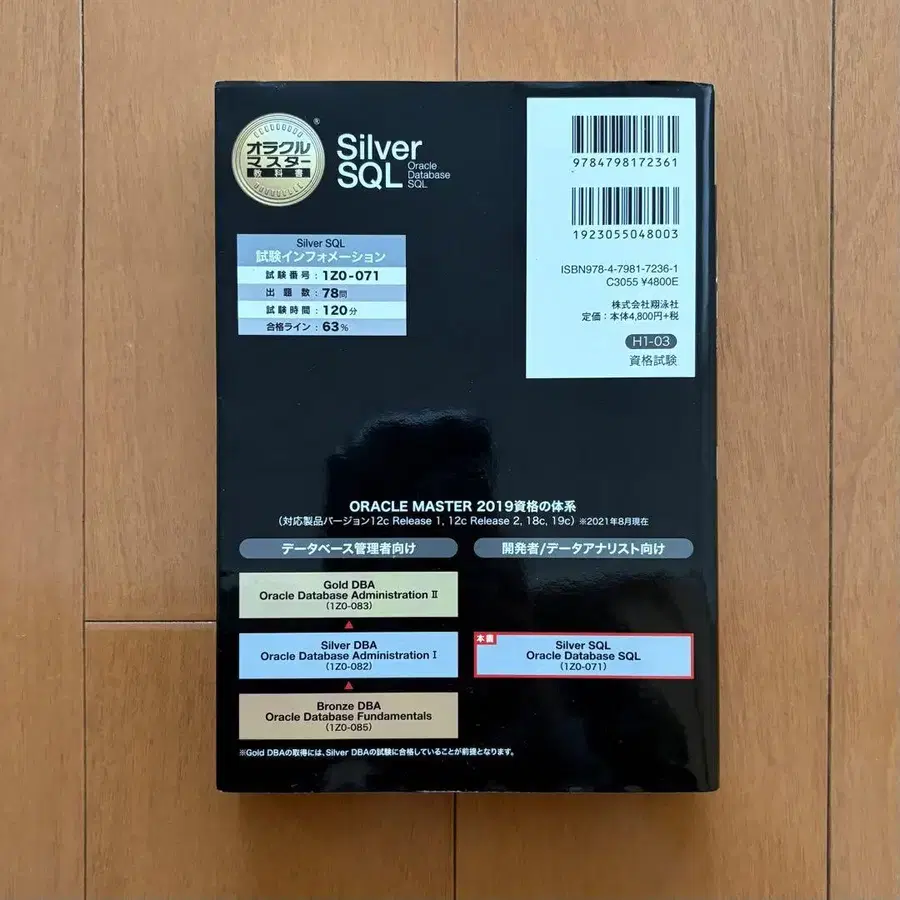 オラクル
マスター
教科書
®
Silver
SQL
Oracle
Database
SQL
9784798172361
1923055048003
ISBN978-4-7981-7236-1
C3055 ¥4800E
株式会社翔泳社
定価：本体4,800円+税
H1-03
資格試験
Silver SQL
試験インフォメーション
試験番号：1Z0-071
出題数：78問
試験時間：120分
合格ライン：63%
ORACLE MASTER 2019資格の体系
（対応製品バージョン12c Release 1, 12c Release 2, 18c, 19c）※2021年8月現在
データベース管理者向け
開発者/データアナリスト向け
Gold DBA
Oracle Database Administration Ⅱ
（1Z0-083）
Silver DBA
Oracle Database Administration Ⅰ
（1Z0-082）
本書
Silver SQL
Oracle Database SQL
（1Z0-071）
Bronze DBA
Oracle Database Fundamentals
（1Z0-085）
※Gold DBAの取得には、Silver DBAの試験に合格していることが前提となります。